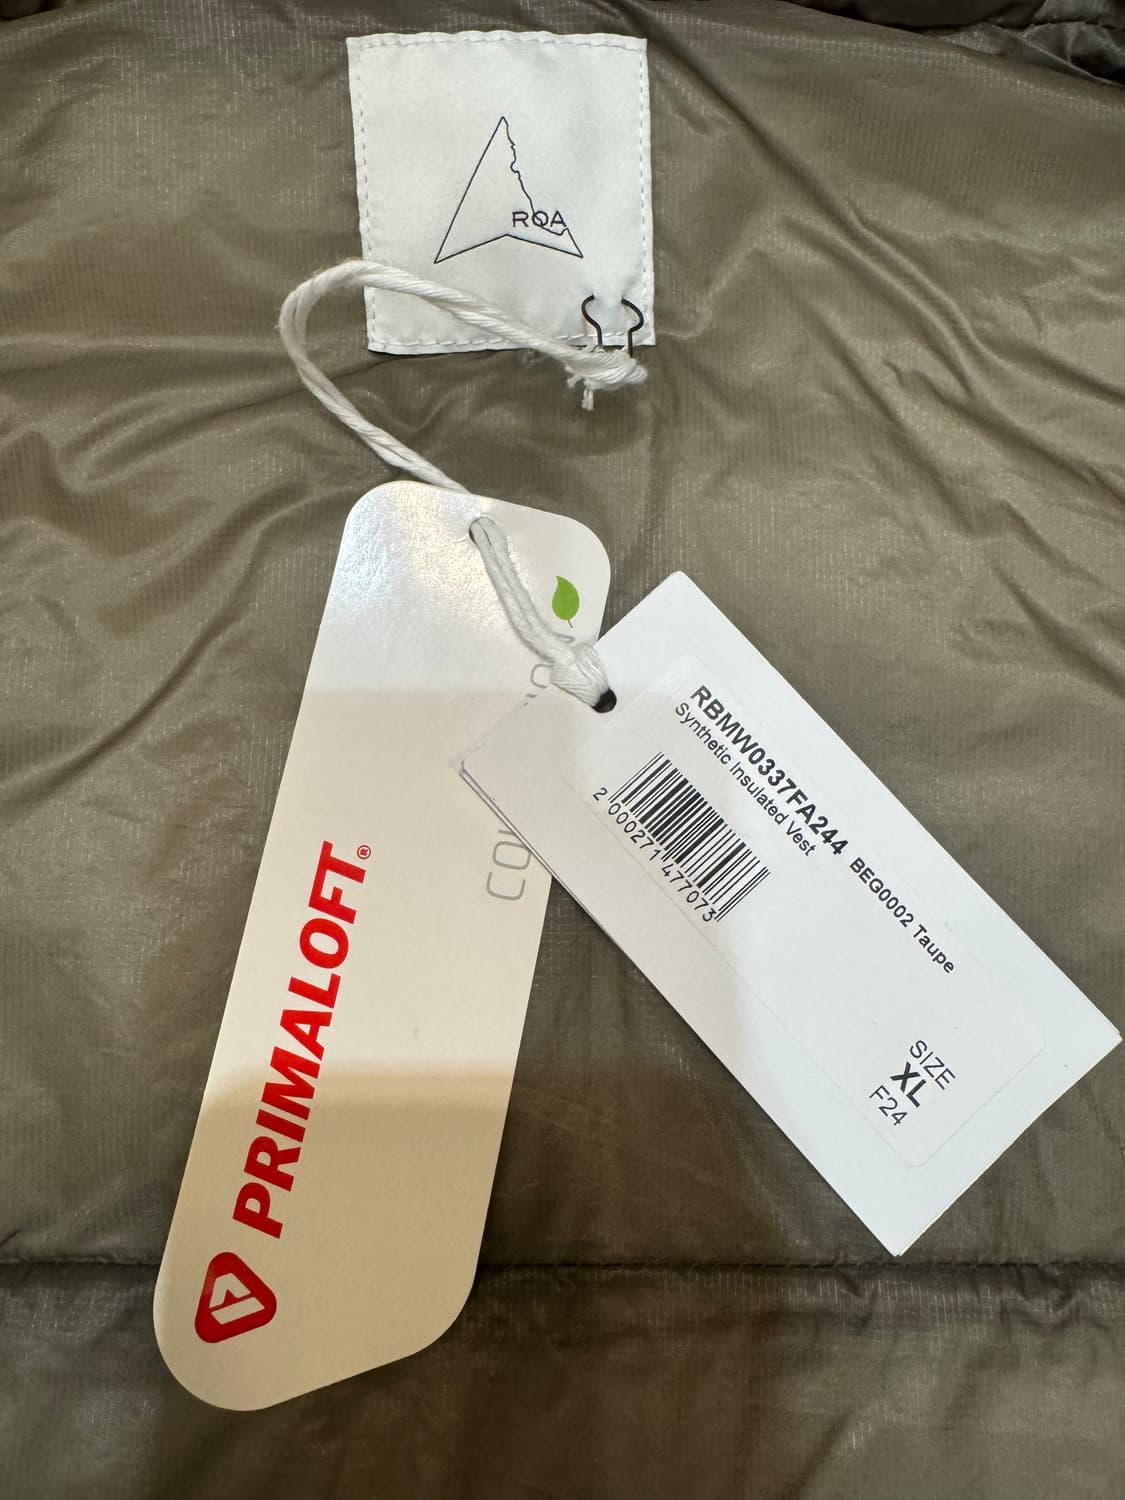 ROA
PRIMALOFT®
RBMW0337FA244 BEG0002 Taupe
Synthetic Insulated Vest
2 000271 477073
SIZE
XL
F24